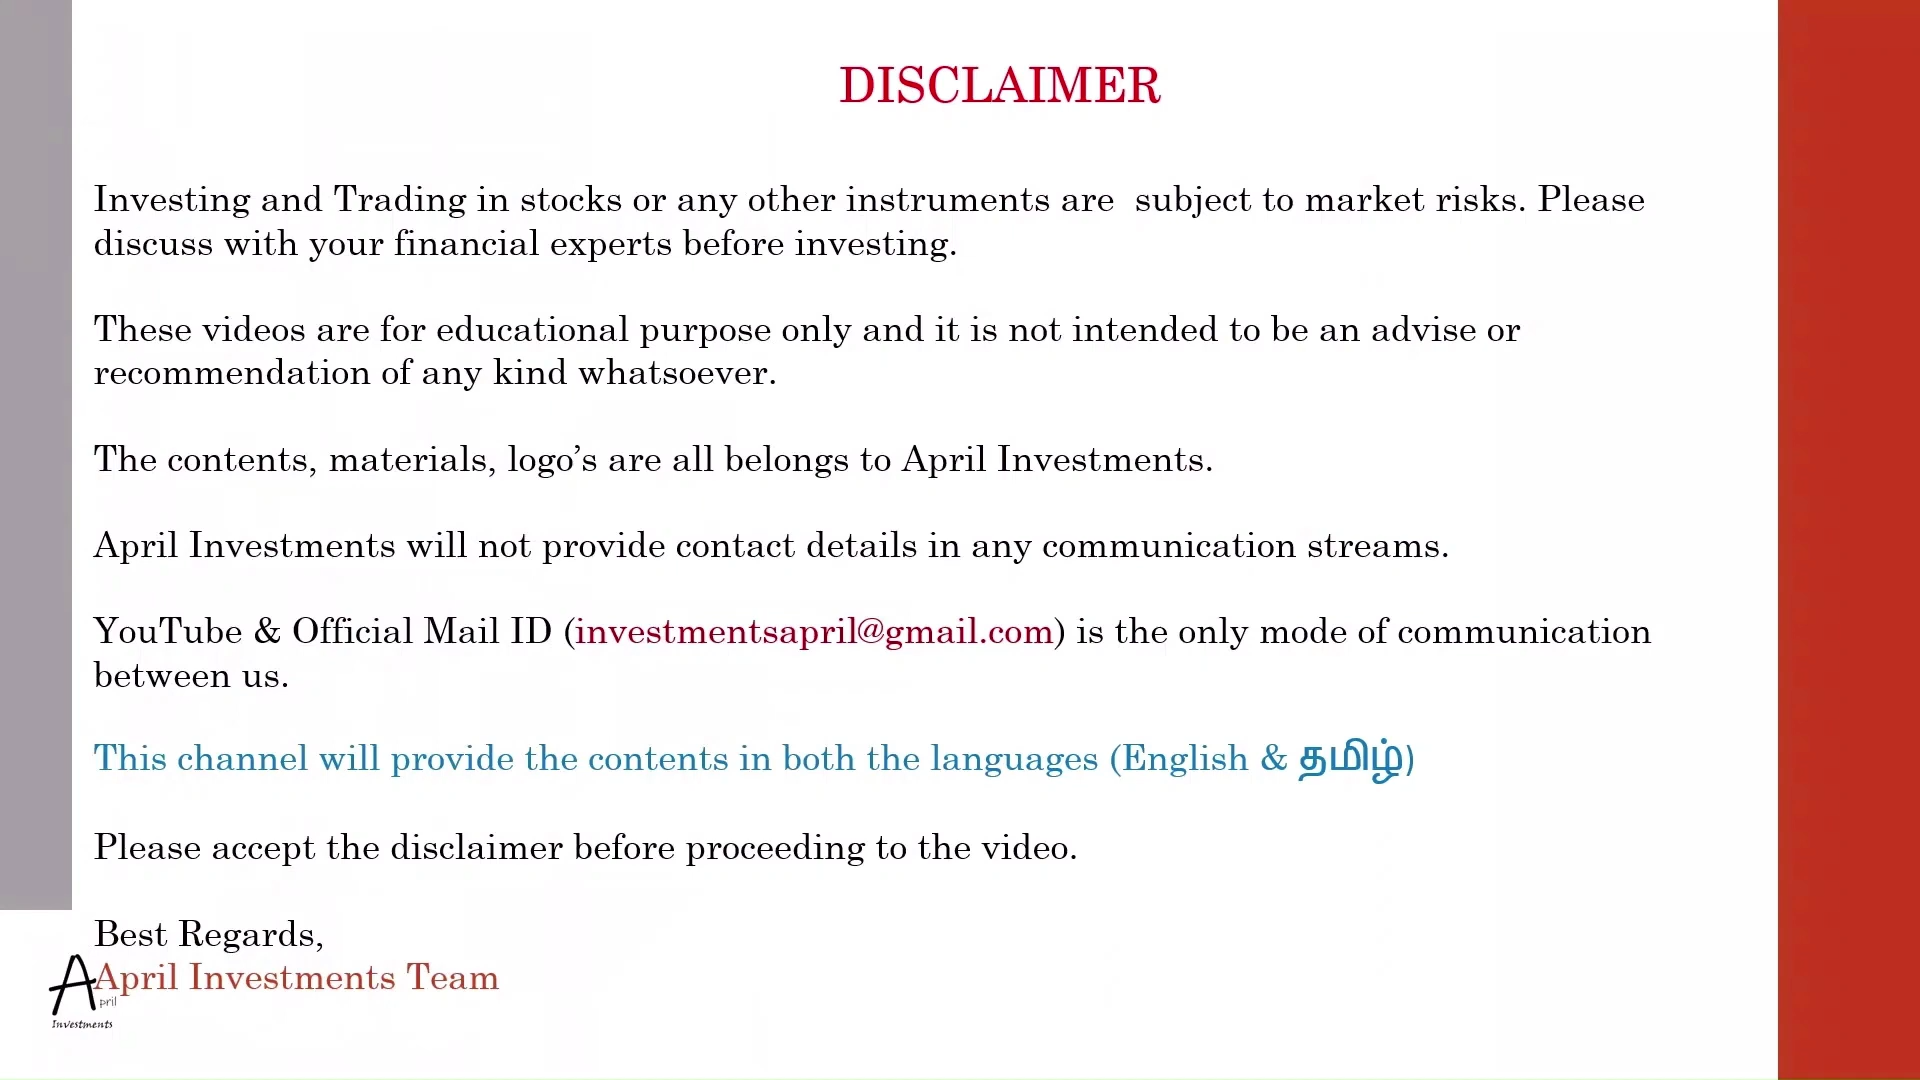 DISCLAIMER
Investing and Trading in stocks or any other instruments are  subject to market risks. Please
discuss with your financial experts before investing.
These videos are for educational purpose only and it is not intended to be an advise or
recommendation of any kind whatsoever.
The contents, materials, logo’s are all belongs to April Investments.
April Investments will not provide contact details in any communication streams.
YouTube & Official Mail ID (investmentsapril@gmail.com) is the only mode of communication
between us.
This channel will provide the contents in both the languages (English & தமிழ்)
Please accept the disclaimer before proceeding to the video.
Best Regards,
April Investments Team
April
Investments